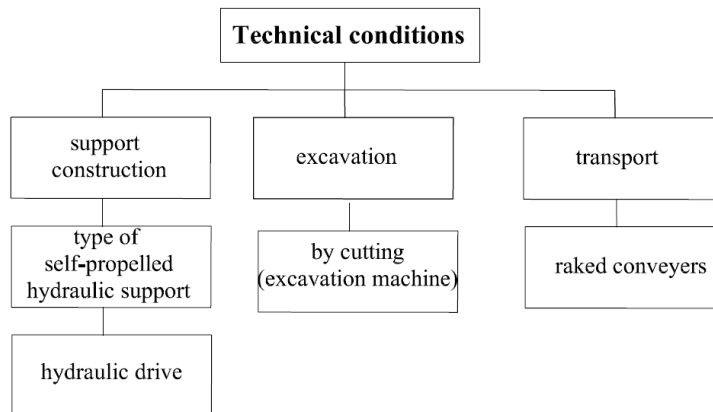 Technical conditions
support
construction
excavation
transport
type of
self-propelled
hydraulic support
by cutting
(excavation machine)
raked conveyers
hydraulic drive